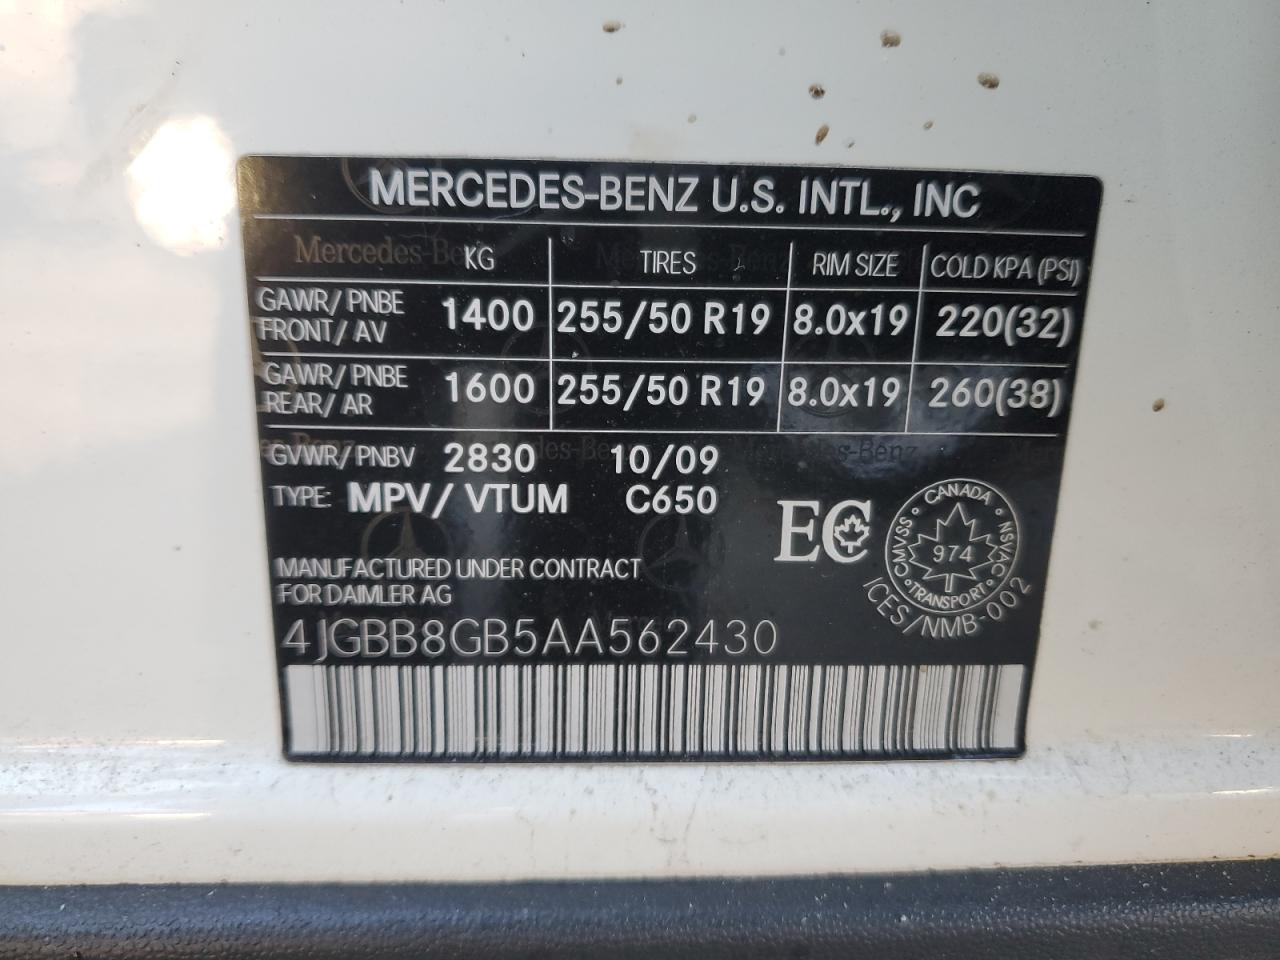 MERCEDES-BENZ U.S. INTL., INC
KG TIRES RIM SIZE COLD KPA (PSI)
GAWR/ PNBE
FRONT/ AV 1400 255/50 R19 8.0x19 220(32)
GAWR/ PNBE
REAR/ AR 1600 255/50 R19 8.0x19 260(38)
GVWR/ PNBV 2830 10/09
TYPE: MPV/ VTUM C650
EC
CANADA
CMVSS NSVAC
974
TRANSPORT
ICES/NMB-002
MANUFACTURED UNDER CONTRACT
FOR DAIMLER AG
4JGBB8GB5AA562430
Mercedes-Benz